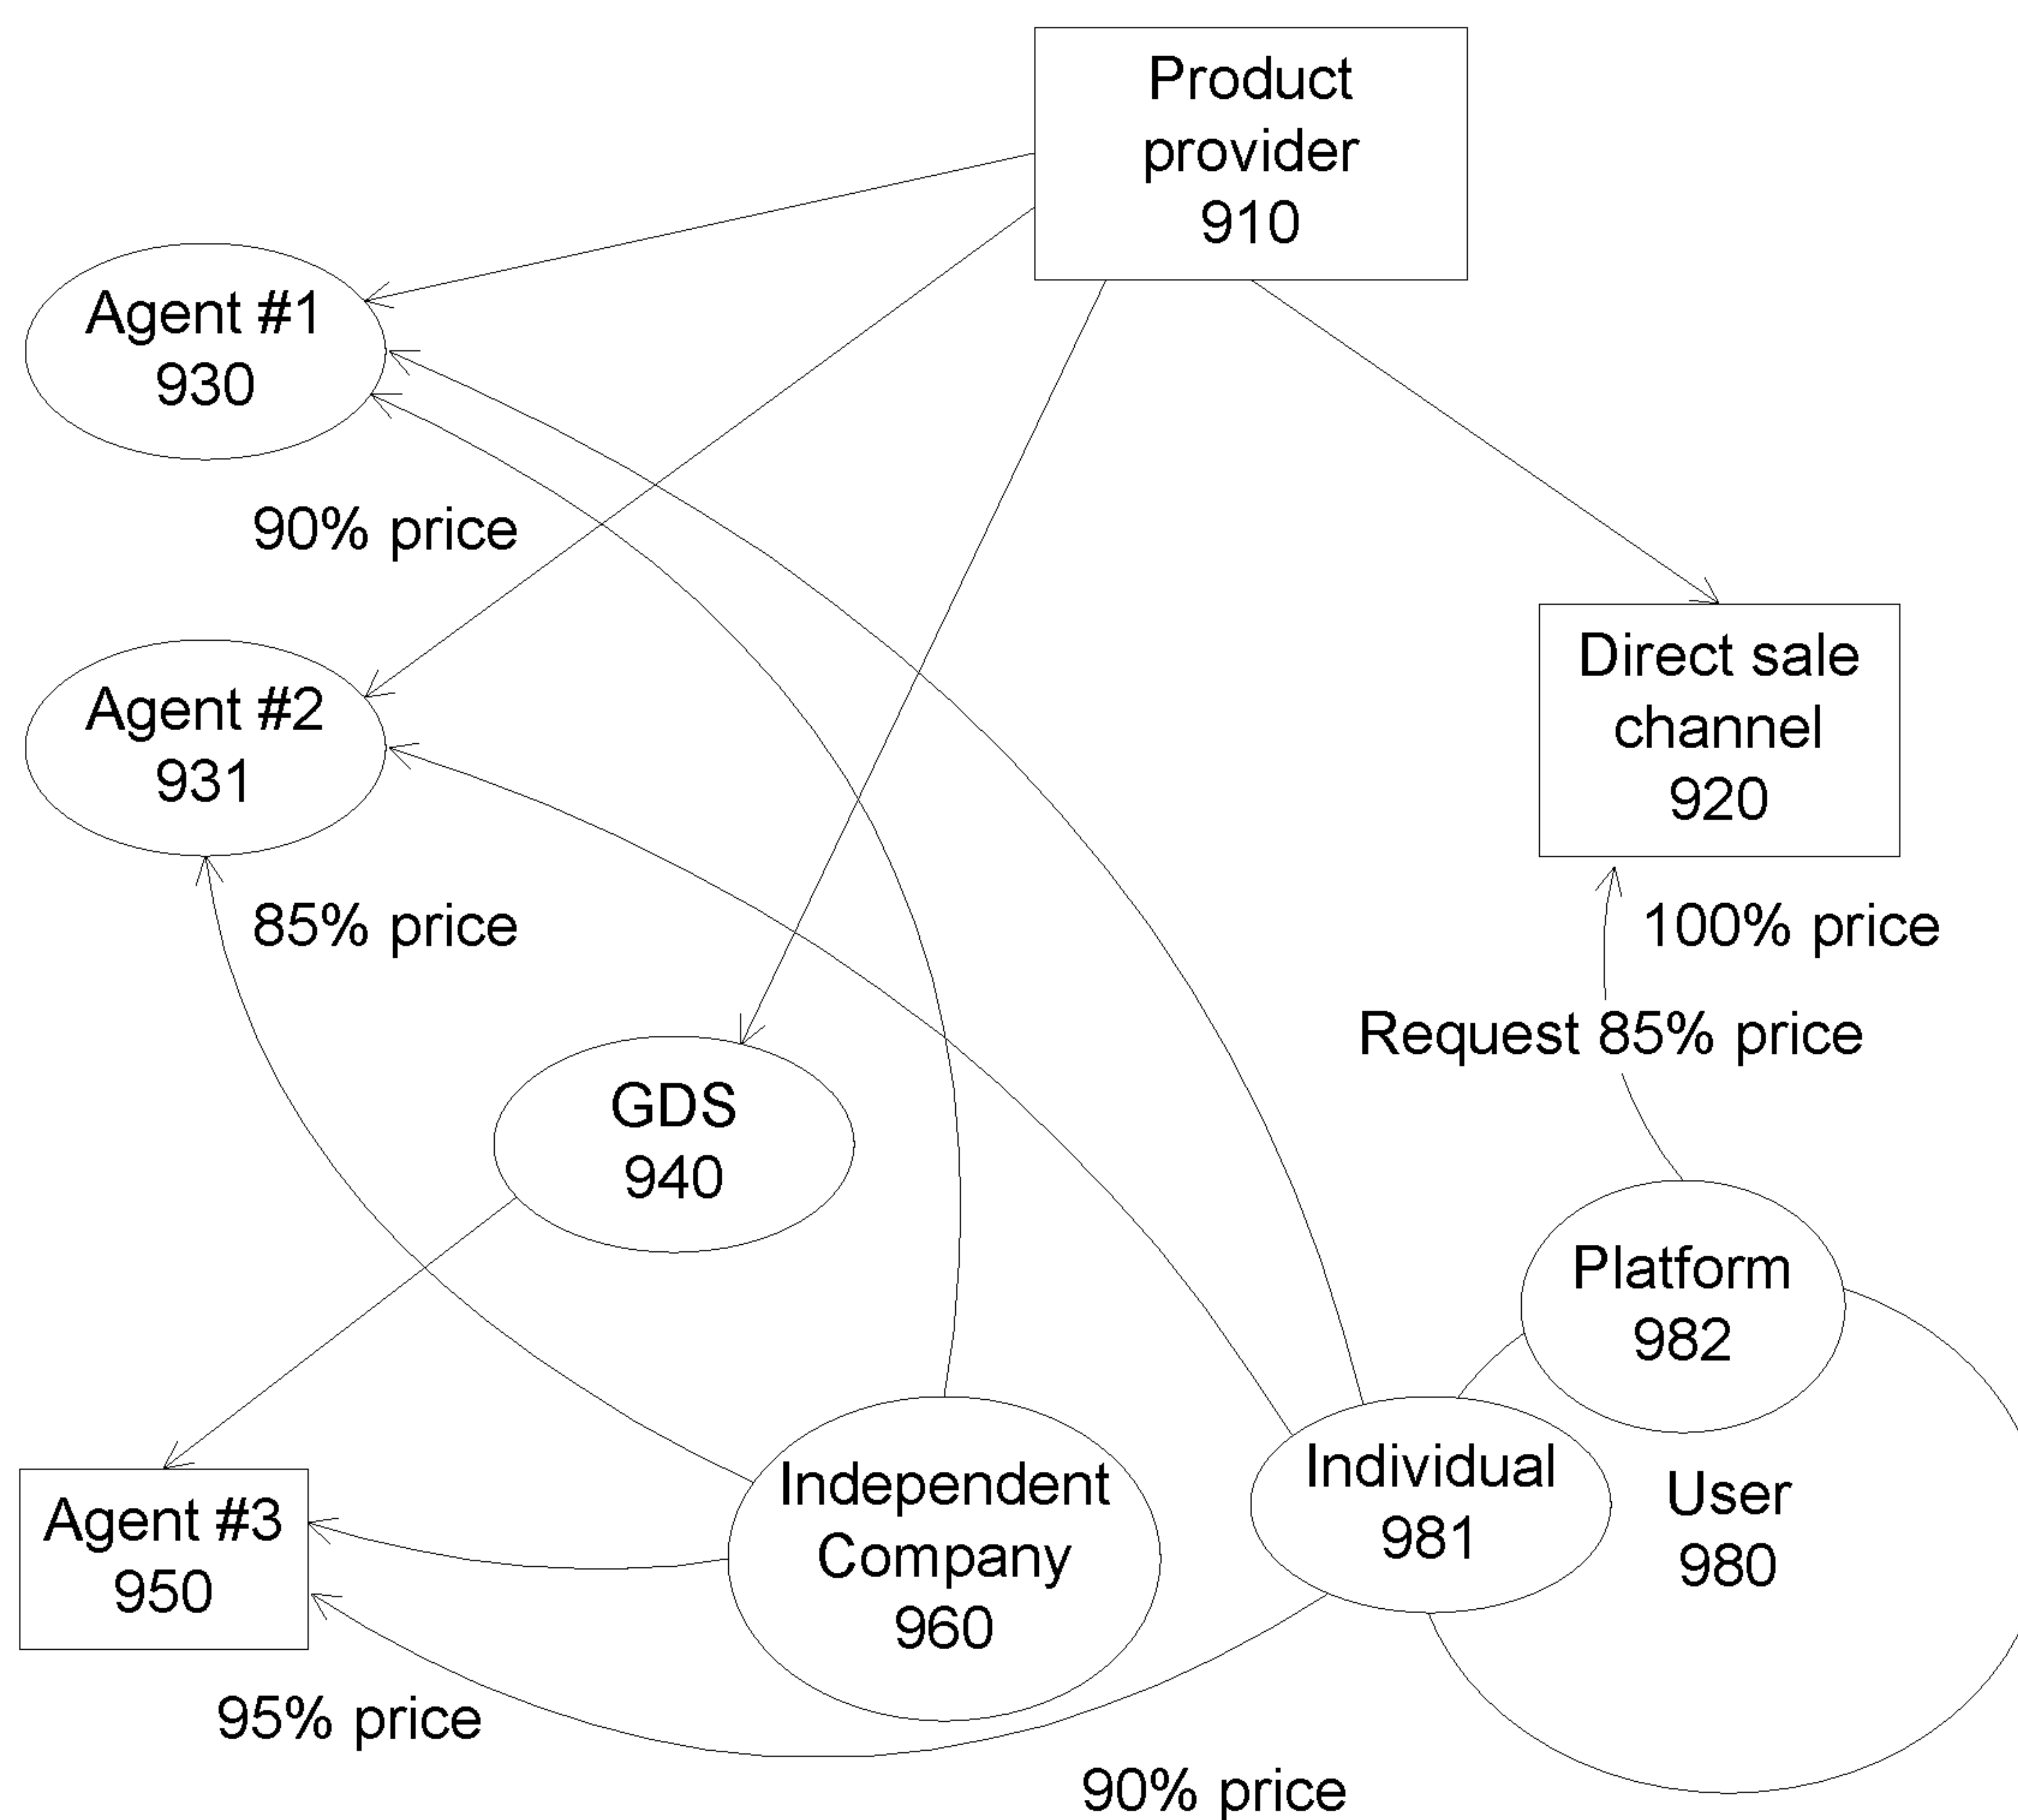 Product
provider
910
Agent #1
930
90% price
Agent #2
931
85% price
Direct sale
channel
920
100% price
Request 85% price
GDS
940
Platform
982
Agent #3
950
95% price
Independent
Company
960
Individual
981
User
980
90% price